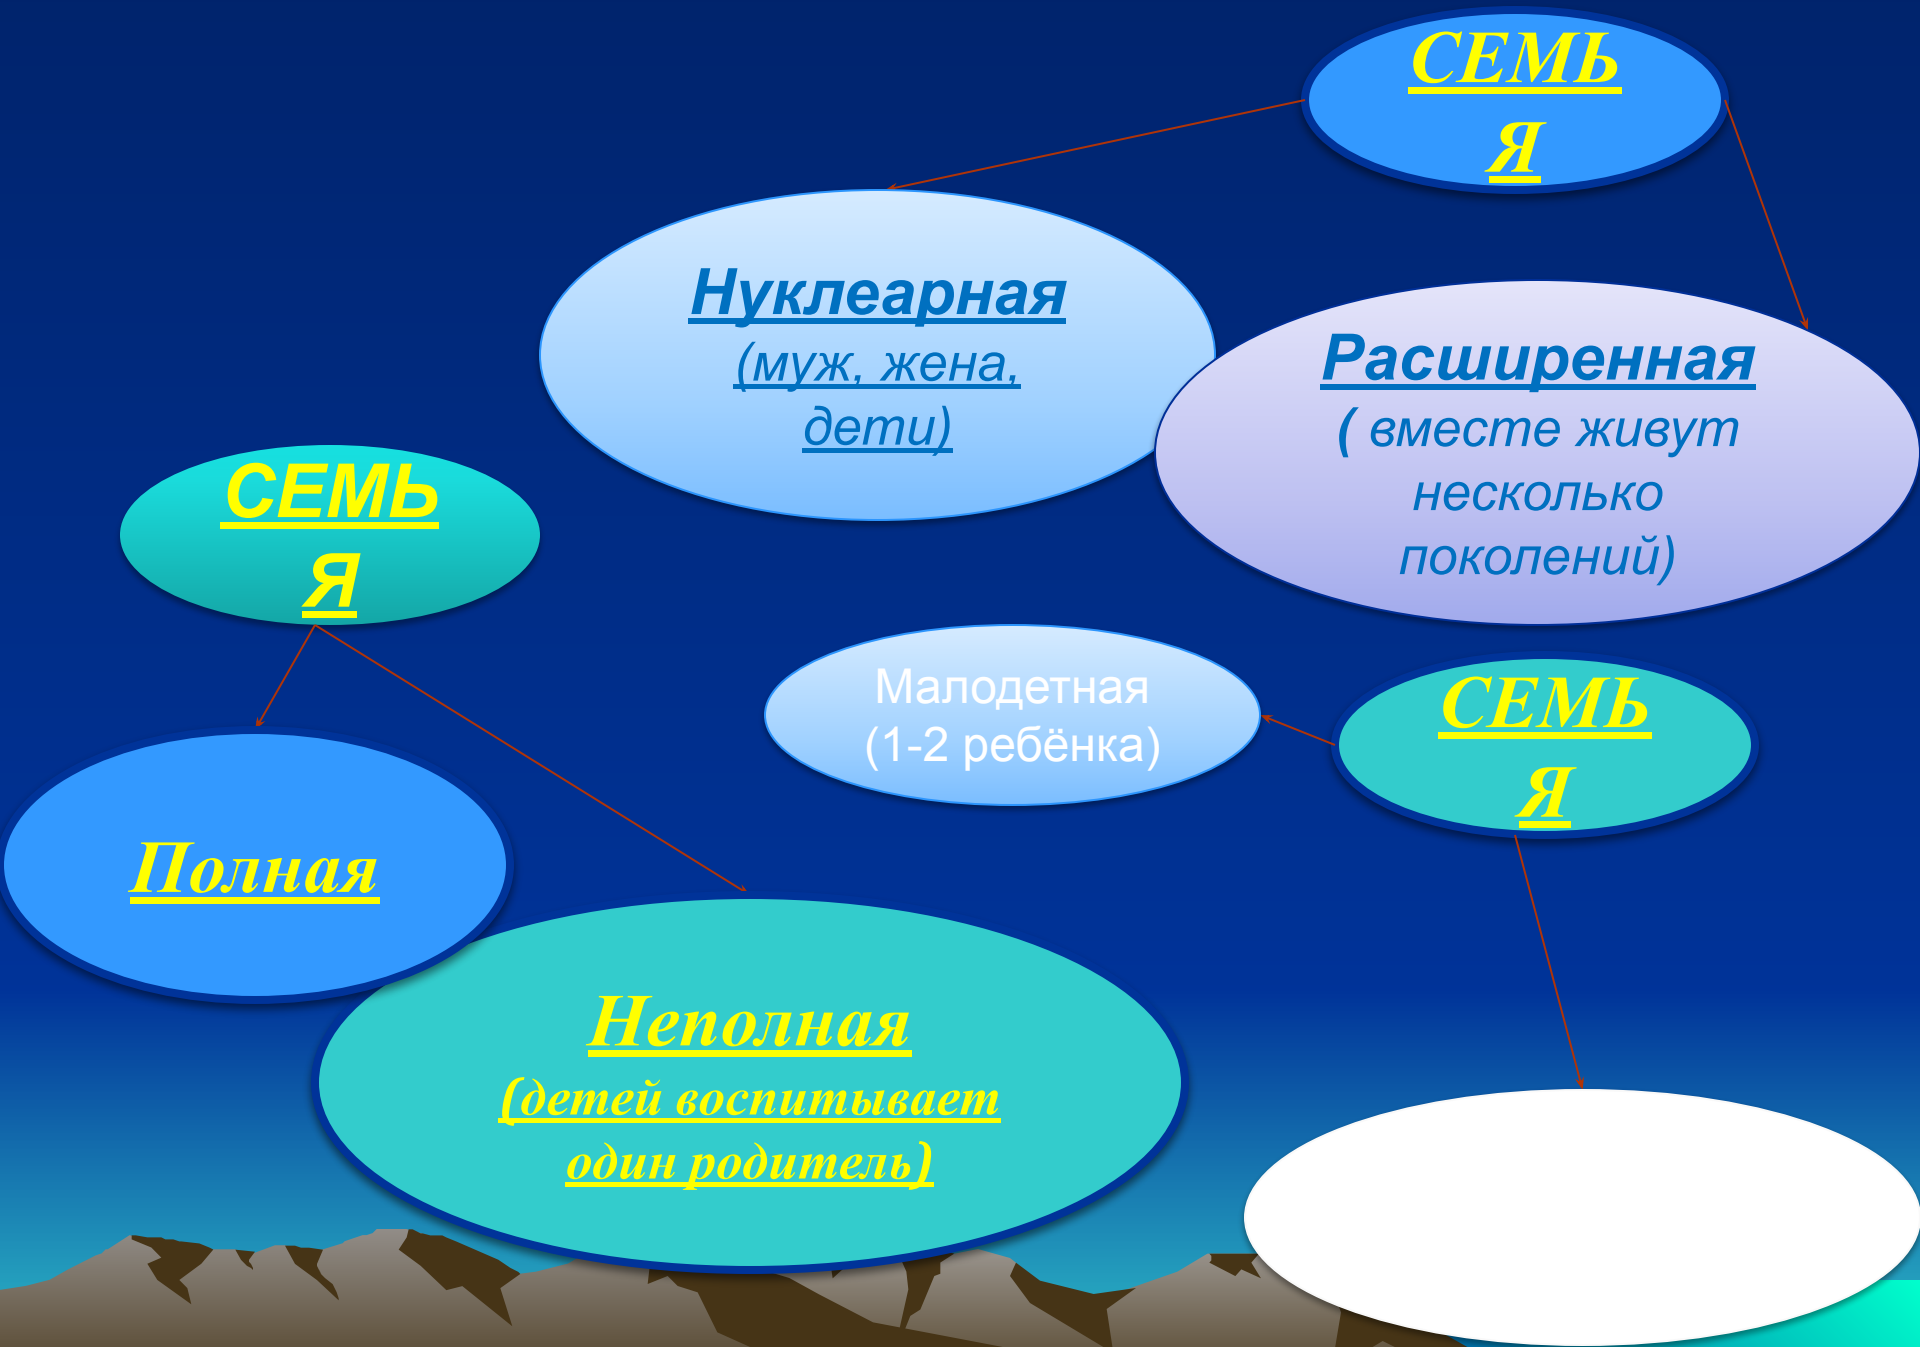 СЕМЬ
Я
Нуклеарная
(муж, жена,
дети)
Расширенная
( вместе живут
несколько
поколений)
СЕМЬ
Я
Малодетная
(1-2 ребёнка)
СЕМЬ
Я
Полная
Неполная
(детей воспитывает
один родитель)